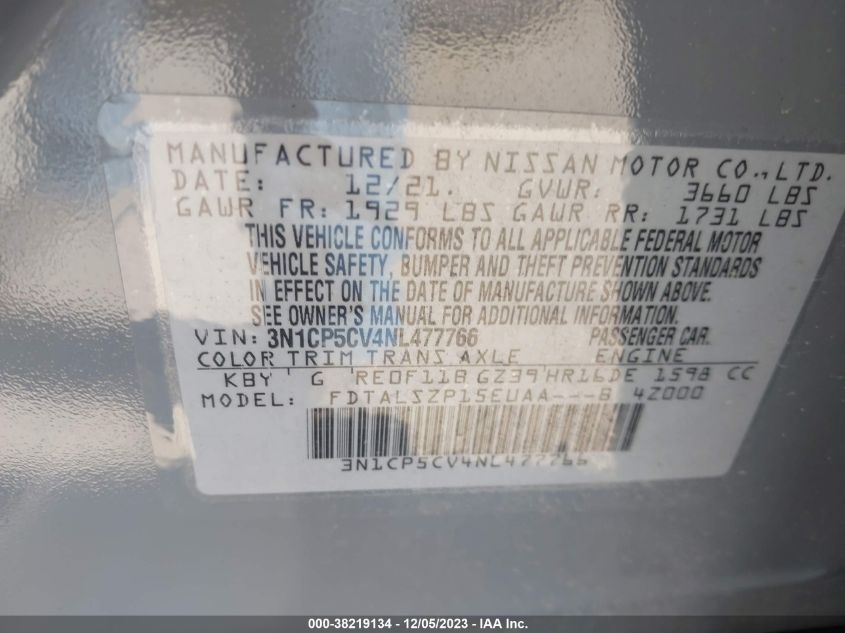 MANUFACTURED BY NISSAN MOTOR CO.,LTD.
DATE: 12/21. GVWR: 3660 LBS
GAWR FR: 1929 LBS GAWR RR: 1731 LBS
THIS VEHICLE CONFORMS TO ALL APPLICABLE FEDERAL MOTOR
VEHICLE SAFETY, BUMPER AND THEFT PREVENTION STANDARDS
IN EFFECT ON THE DATE OF MANUFACTURE SHOWN ABOVE.
SEE OWNER'S MANUAL FOR ADDITIONAL INFORMATION.
VIN: 3N1CP5CV4NL477766 PASSENGER CAR.
COLOR TRIM TRANS AXLE ENGINE
KBY G RE0F11B GZ39 HR16DE 1598 CC
MODEL: FDTALSZP15EUAA---B 4Z000
3N1CP5CV4NL477766
000-38219134 - 12/05/2023 - IAA Inc.